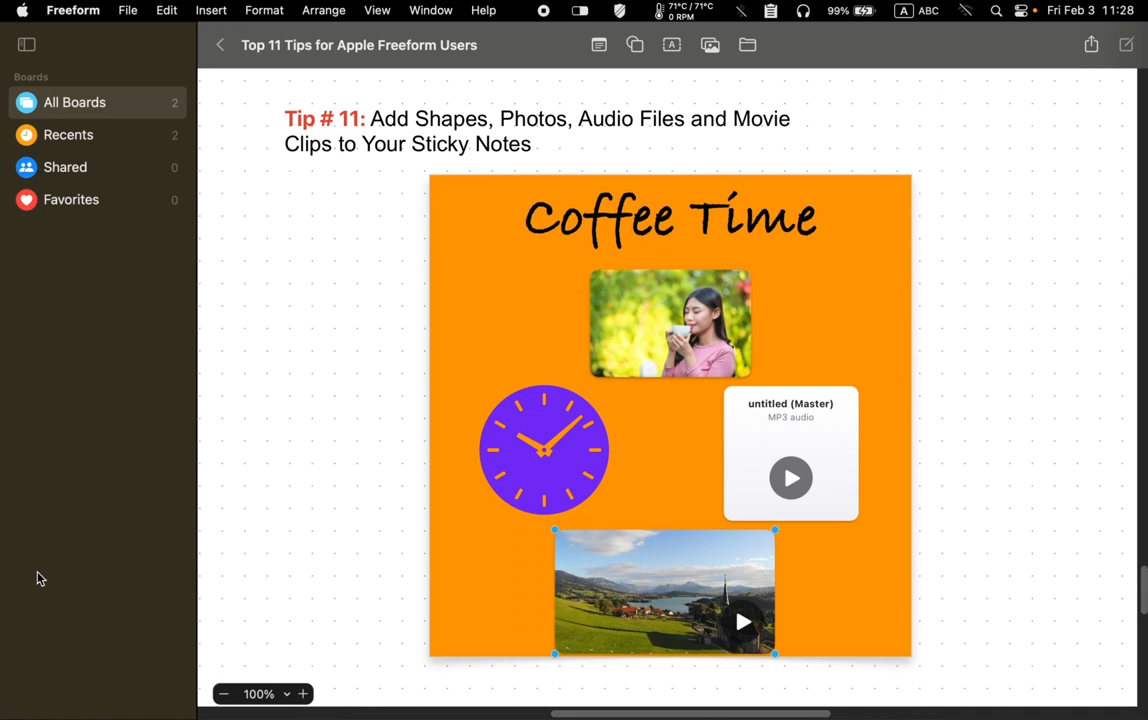 Freeform File Edit Insert Format Arrange View Window Help 71°C / 71°C 99% A ABC Fri Feb 3 11:28
0 RPM
Top 11 Tips for Apple Freeform Users A
Boards
All Boards 2
Recents 2
Shared 0
Favorites 0
Tip # 11: Add Shapes, Photos, Audio Files and Movie
Clips to Your Sticky Notes
Coffee Time
untitled (Master)
MP3 audio
100%